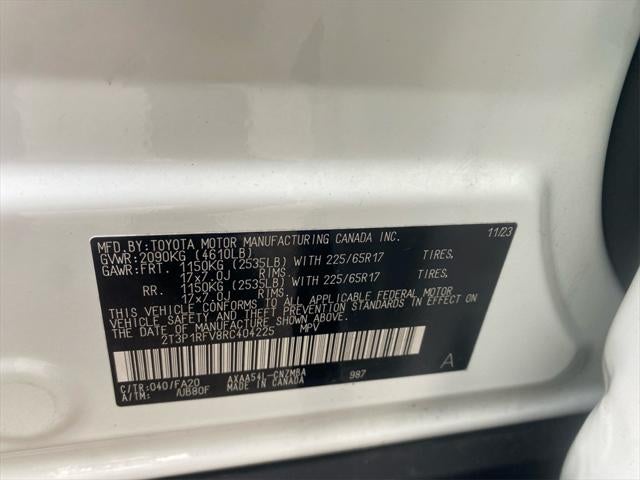 MFD.BY:TOYOTA MOTOR MANUFACTURING CANADA INC. 11/23
GVWR:2090KG (4610LB)
GAWR:FRT. 1150KG (2535LB) WITH 225/65R17 TIRES.
17x7.0J RIMS.
RR. 1150KG (2535LB) WITH 225/65R17 TIRES.
17x7.0J RIMS.
THIS VEHICLE CONFORMS TO ALL APPLICABLE FEDERAL MOTOR
VEHICLE SAFETY AND THEFT PREVENTION STANDARDS IN EFFECT ON
THE DATE OF MANUFACTURE SHOWN ABOVE.
2T3P1RFV8RC404225 MPV
A
C/TR:040/FA20 AXAA54L-CNZMBA 987
A/TM: /UB80F MADE IN CANADA